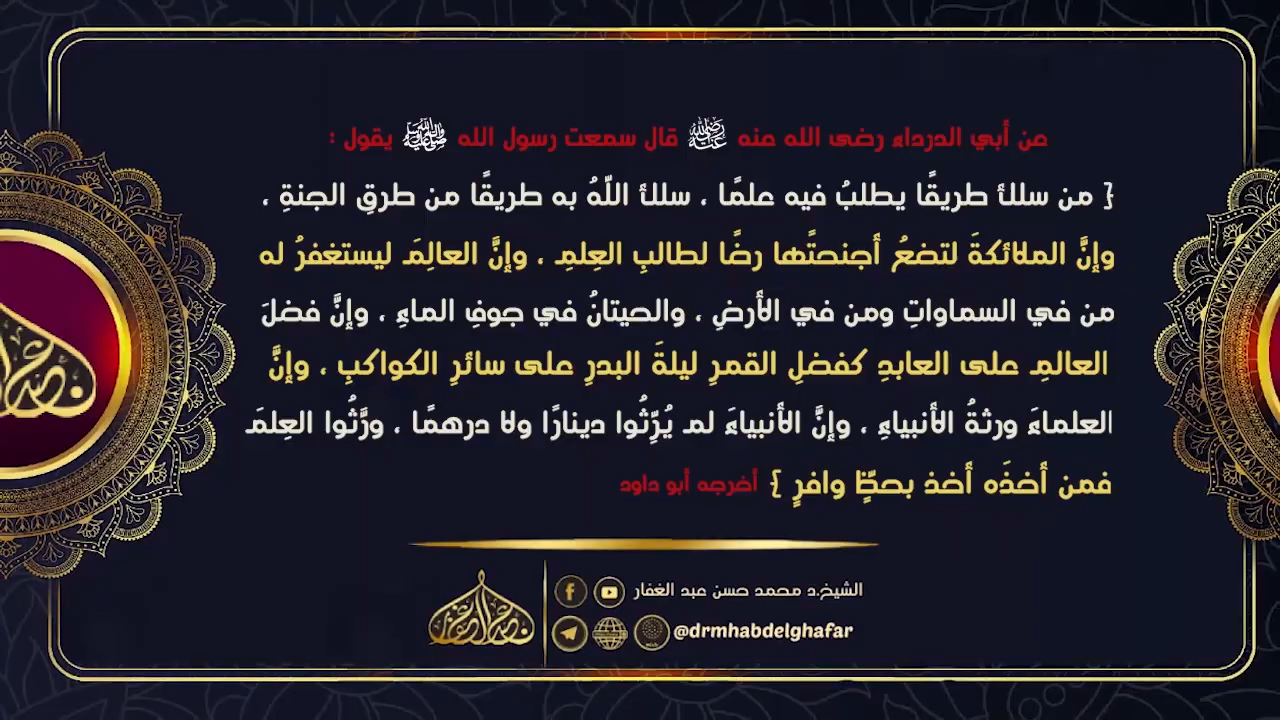 عن أبي الدرداء رضى الله عنه رضي الله عنه قال سمعت رسول الله ﷺ يقول :
{ من سلك طريقًا يطلبُ فيه علمًا ، سلك اللّهُ به طريقًا من طرقِ الجنةِ ،
وإنَّ الملائكةَ لتضعُ أجنحتَها رضًا لطالبِ العِلمِ ، وإنَّ العالِمَ ليستغفرُ له
من في السماواتِ ومن في الأرضِ ، والحيتانُ في جوفِ الماءِ ، وإنَّ فضلَ
العالمِ على العابدِ كفضلِ القمرِ ليلةَ البدرِ على سائرِ الكواكبِ ، وإنَّ
العلماءَ ورثةُ الأنبياءِ ، وإنَّ الأنبياءَ لم يُرِّثُوا دينارًا ولا درهمًا ، ورَّثُوا العِلمَ
فمن أخذَه أخذ بحظٍّ وافرٍ } أخرجه أبو داود
الشيخ.د محمد حسن عبد الغفار
@drmhabdelghafar